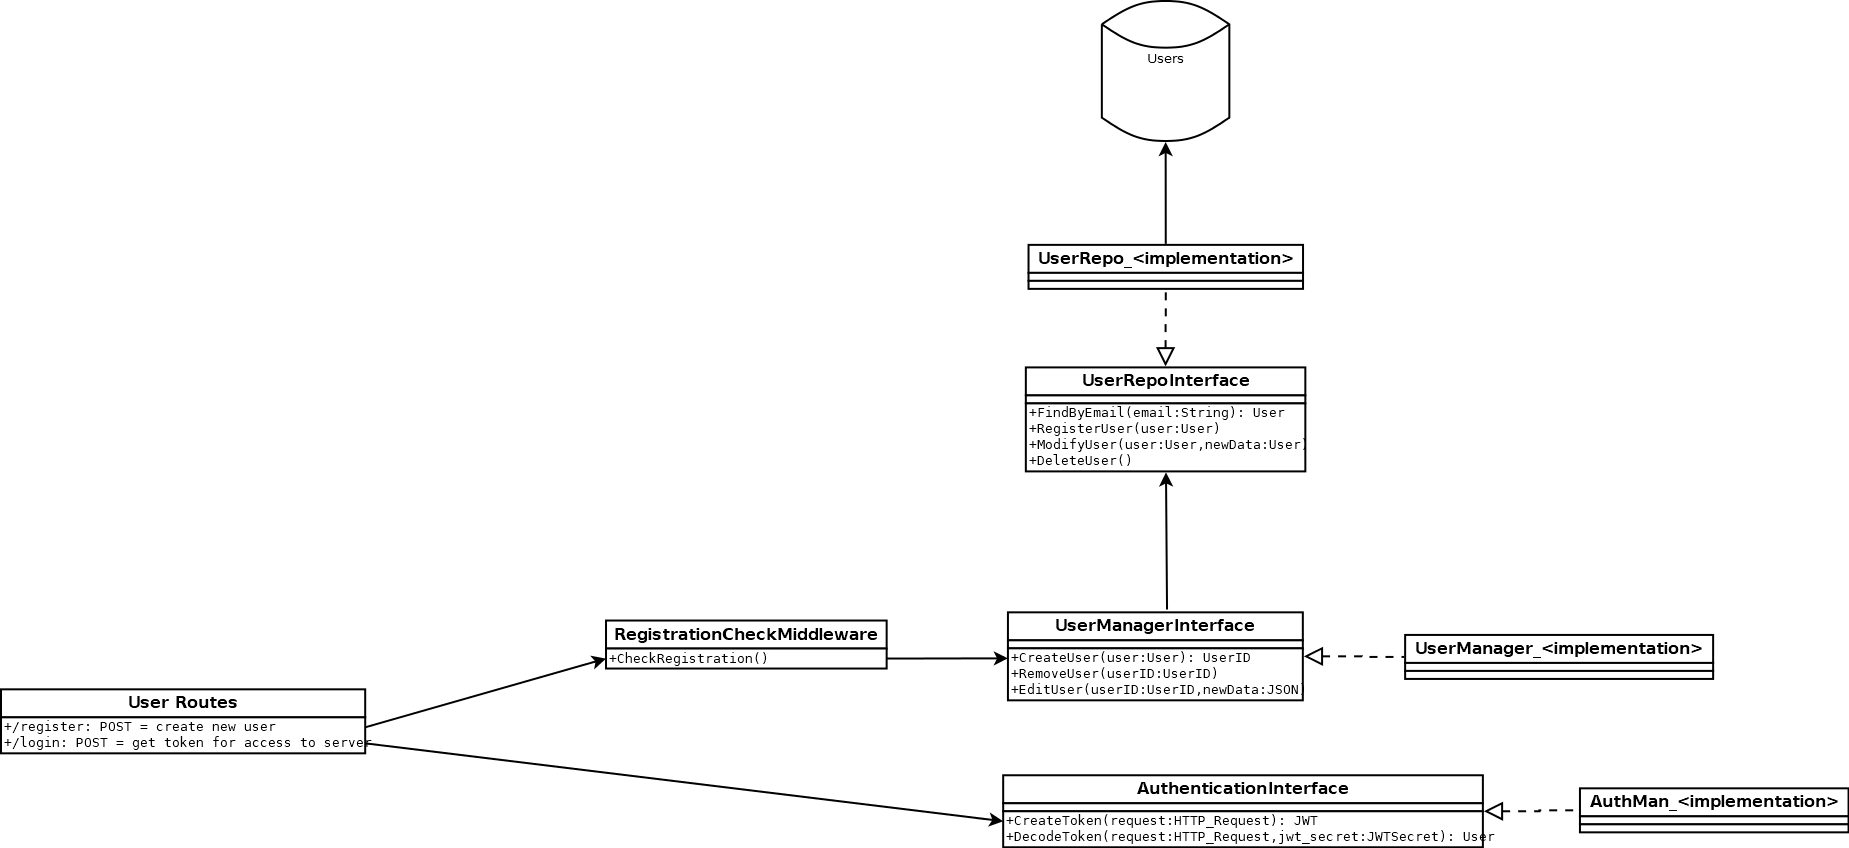 Users
UserRepo_<implementation>
UserRepoInterface
+FindByEmail(email:String): User
+RegisterUser(user:User)
+ModifyUser(user:User,newData:User)
+DeleteUser()
RegistrationCheckMiddleware
+CheckRegistration()
UserManagerInterface
+CreateUser(user:User): UserID
+RemoveUser(userID:UserID)
+EditUser(userID:UserID,newData:JSON)
UserManager_<implementation>
User Routes
+/register: POST = create new user
+/login: POST = get token for access to server
AuthenticationInterface
+CreateToken(request:HTTP_Request): JWT
+DecodeToken(request:HTTP_Request,jwt_secret:JWTSecret): User
AuthMan_<implementation>